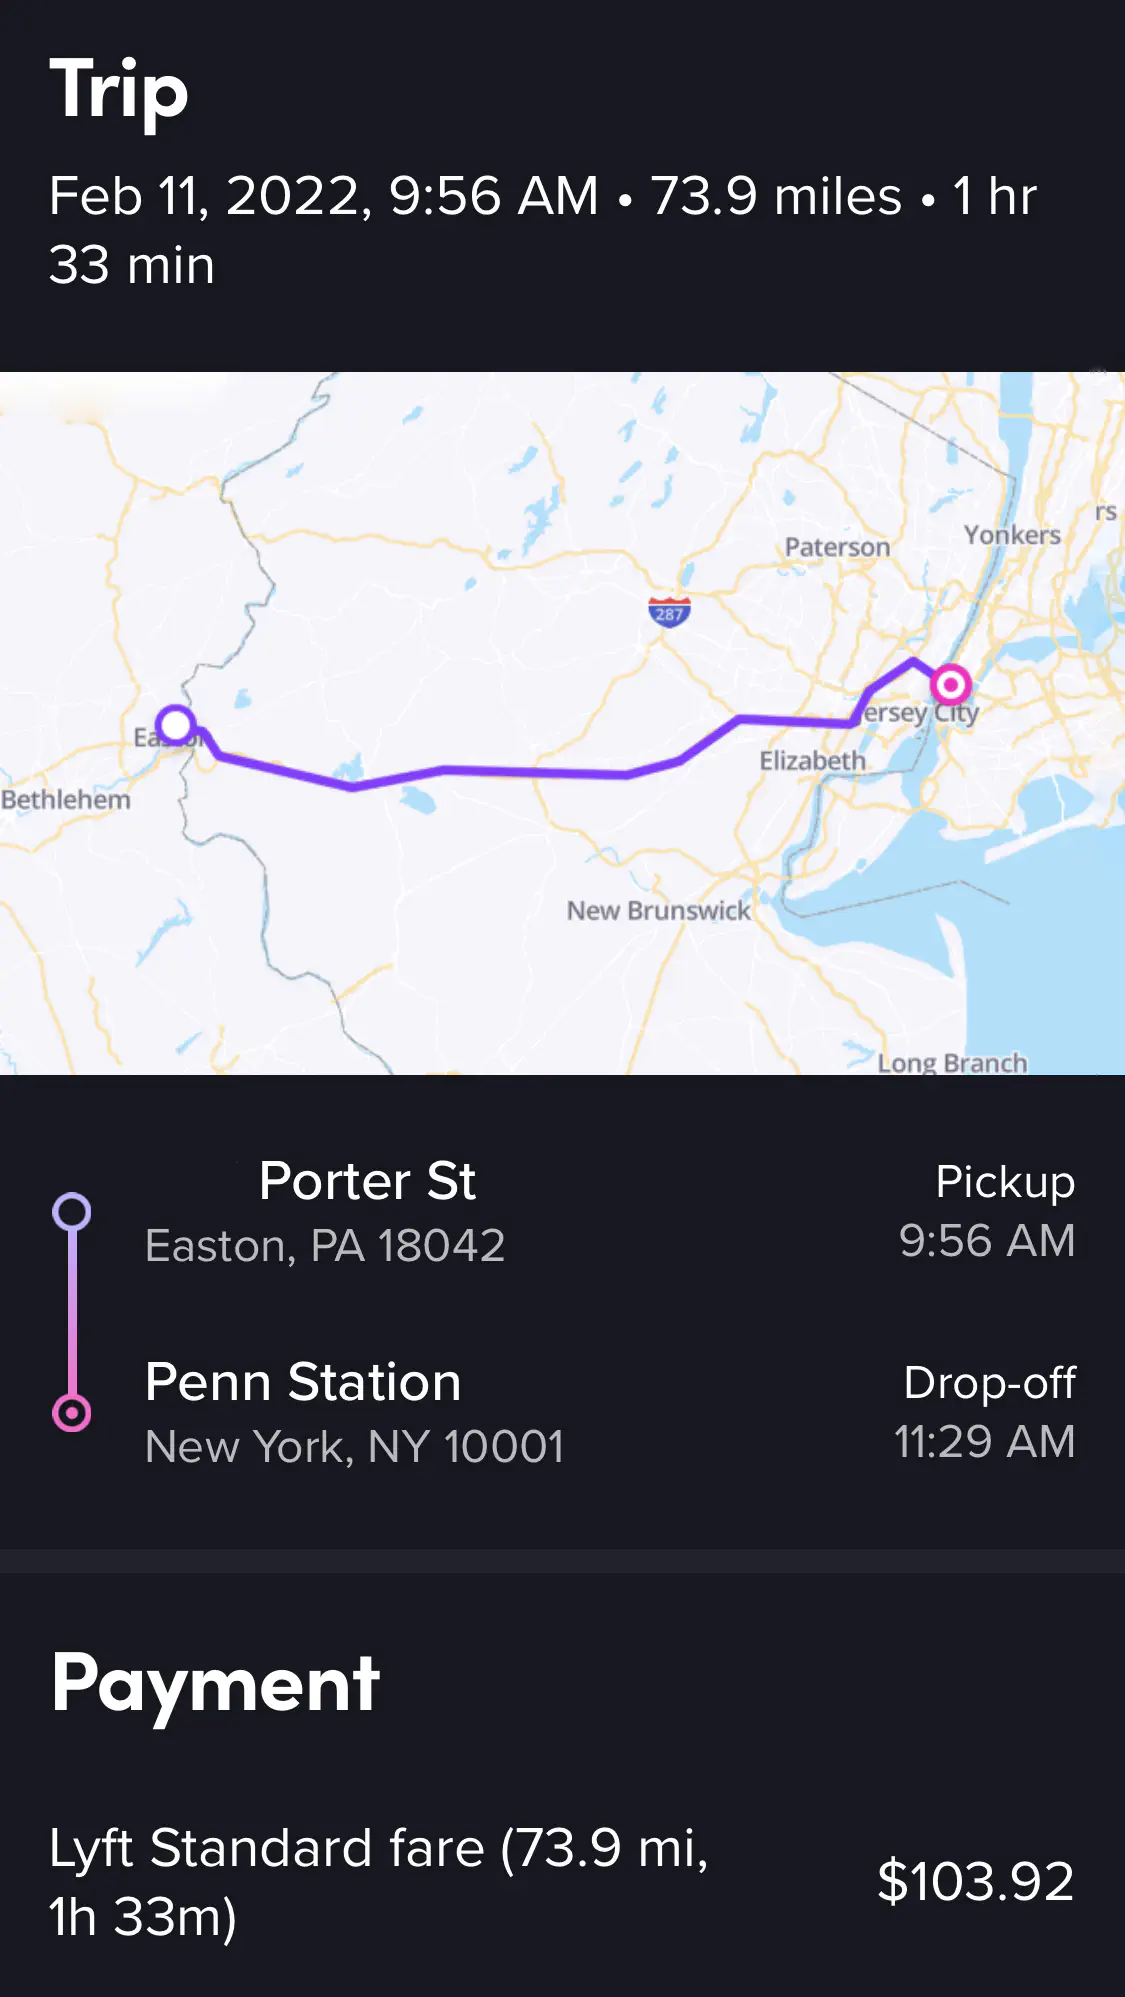 Trip
Feb 11, 2022, 9:56 AM • 73.9 miles • 1 hr
33 min
rs
Yonkers
Paterson
287
ersey City
Elizabeth
Bethlehem
New Brunswick
Long Branch
Porter St
Pickup
Easton, PA 18042
9:56 AM
Penn Station
Drop-off
New York, NY 10001
11:29 AM
Payment
Lyft Standard fare (73.9 mi,
1h 33m)
$103.92